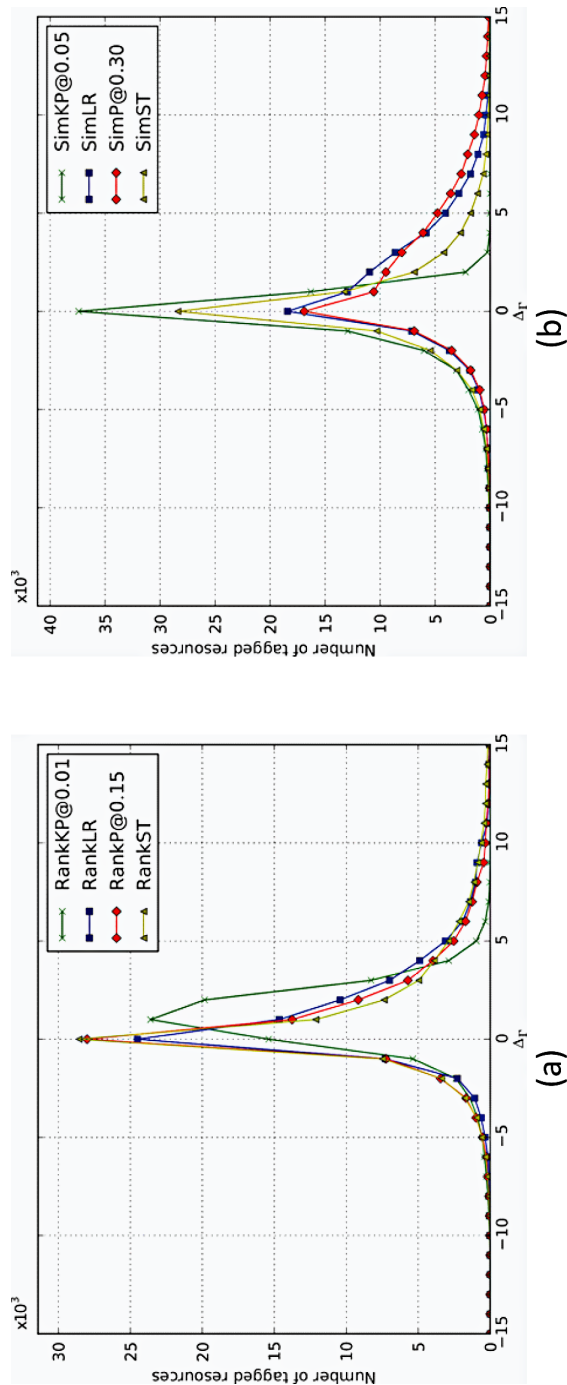 x10³
30
25
20
15
10
5
0
Number of tagged resources
RankKP@0.01
RankLR
RankP@0.15
RankST
−15
−10
−5
0
5
10
15
Δr
(a)
x10³
40
35
30
25
20
15
10
5
0
Number of tagged resources
SimKP@0.05
SimLR
SimP@0.30
SimST
−15
−10
−5
0
5
10
15
Δr
(b)